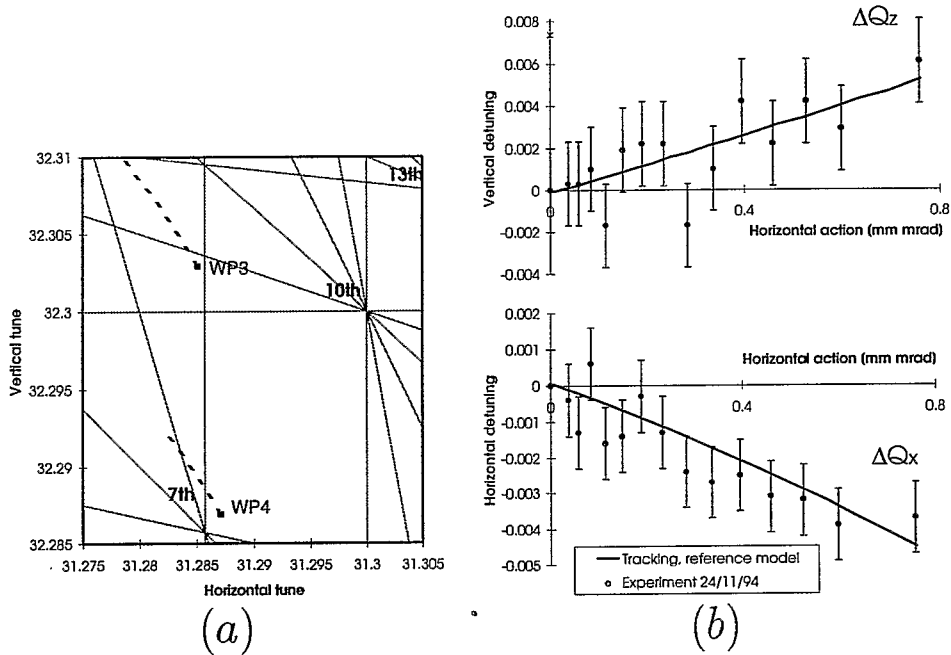 32.31
32.305
32.3
32.295
32.29
32.285
Vertical tune
31.275
31.28
31.285
31.29
31.295
31.3
31.305
Horizontal tune
13th
WP3
10th
7th
WP4
(a)
0.008
0.006
0.004
0.002
0
-0.002
-0.004
Vertical detuning
ΔQz
0
0.4
0.8
Horizontal action (mm mrad)
0.002
0.001
0
-0.001
-0.002
-0.003
-0.004
-0.005
Horizontal detuning
Horizontal action (mm mrad)
0
0.4
0.8
ΔQx
Tracking, reference model
Experiment 24/11/94
(b)